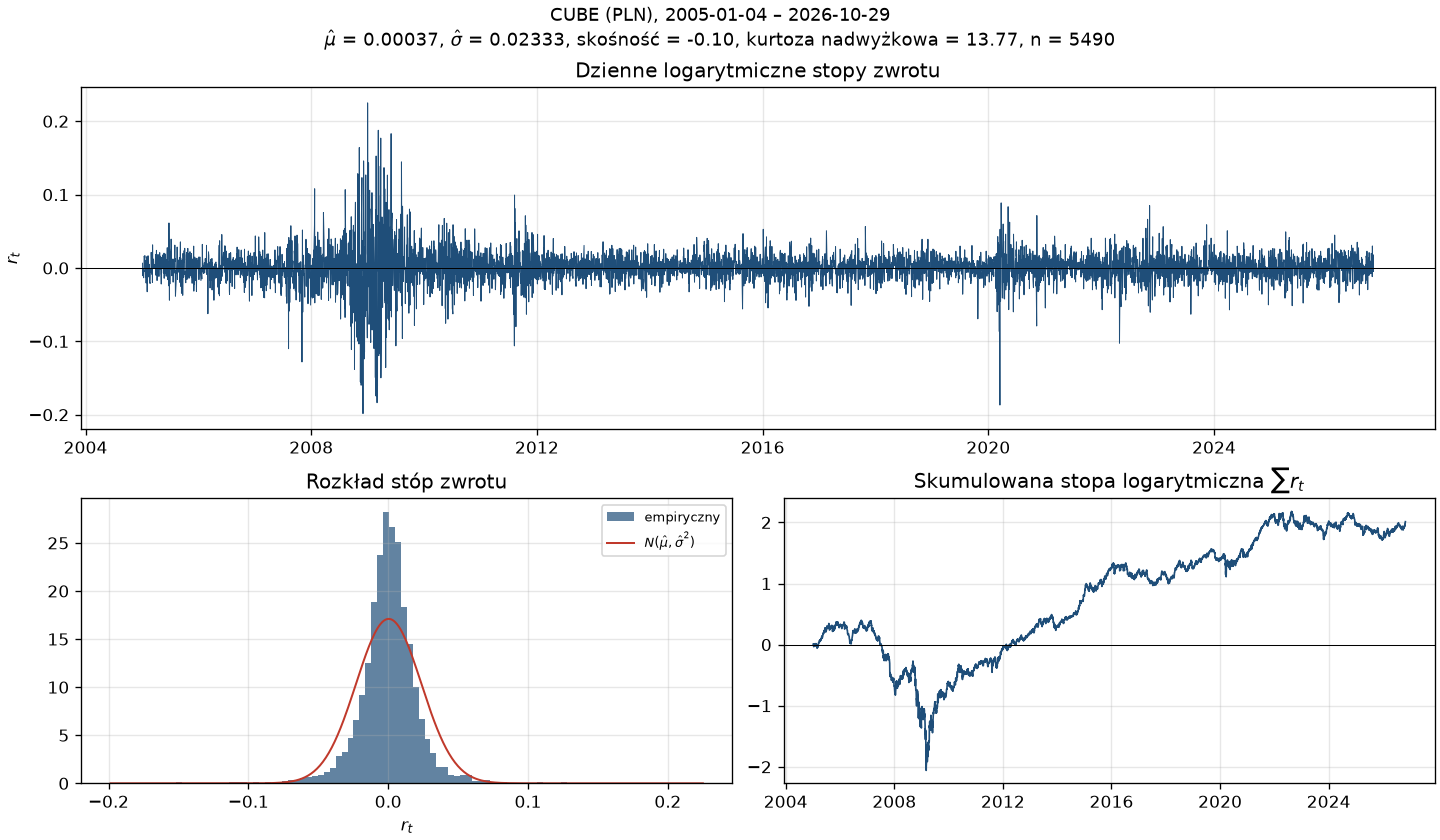 CUBE (PLN), 2005-01-04 – 2026-10-29
μ̂ = 0.00037, σ̂ = 0.02333, skośność = -0.10, kurtoza nadwyżkowa = 13.77, n = 5490
Dzienne logarytmiczne stopy zwrotu
0.2
0.1
0.0
−0.1
−0.2
r_t
2004 2008 2012 2016 2020 2024
Rozkład stóp zwrotu
empiryczny
N(μ̂, σ̂²)
25
20
15
10
5
0
−0.2 −0.1 0.0 0.1 0.2
r_t
Skumulowana stopa logarytmiczna ∑r_t
2
1
0
−1
−2
2004 2008 2012 2016 2020 2024